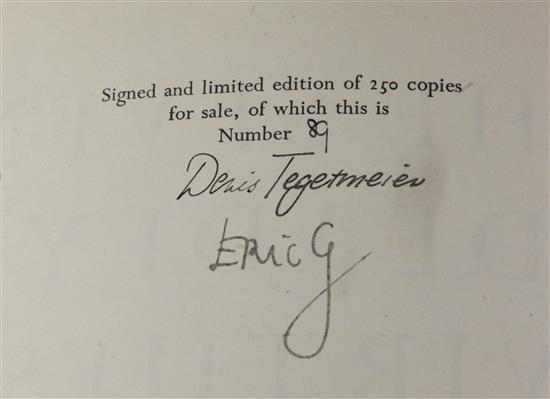 Signed and limited edition of 250 copies
for sale, of which this is
Number 89
Denis Tegetmeier
Eric G